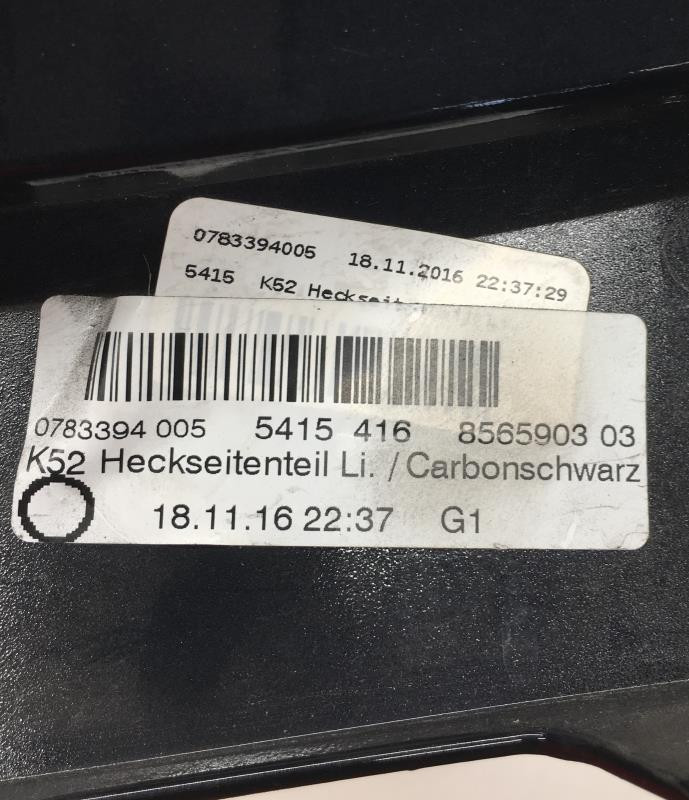 0783394005 18.11.2016 22:37:29
5415 K52 Heckseit
0783394 005 5415 416 8565903 03
K52 Heckseitenteil Li. / Carbonschwarz
18.11.16 22:37 G1